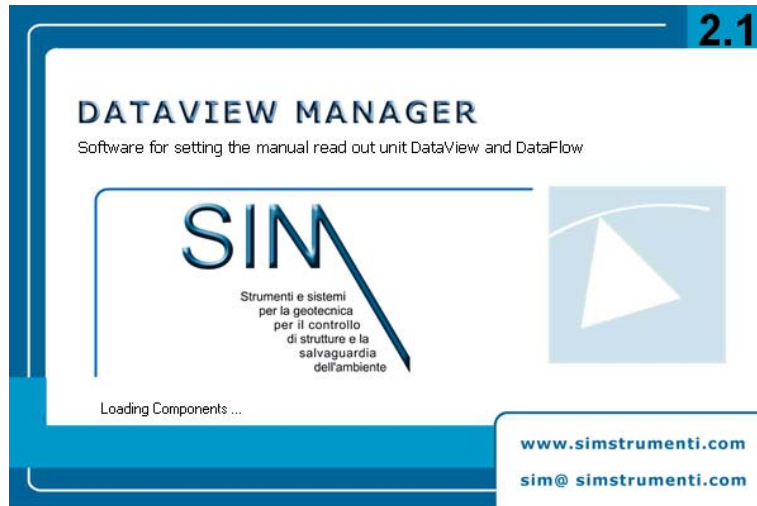 2.1
DATAVIEW MANAGER
Software for setting the manual read out unit DataView and DataFlow
SIM
Strumenti e sistemi
per la geotecnica
per il controllo
di strutture e la
salvaguardia
dell'ambiente
Loading Components ...
www.simstrumenti.com
sim@ simstrumenti.com